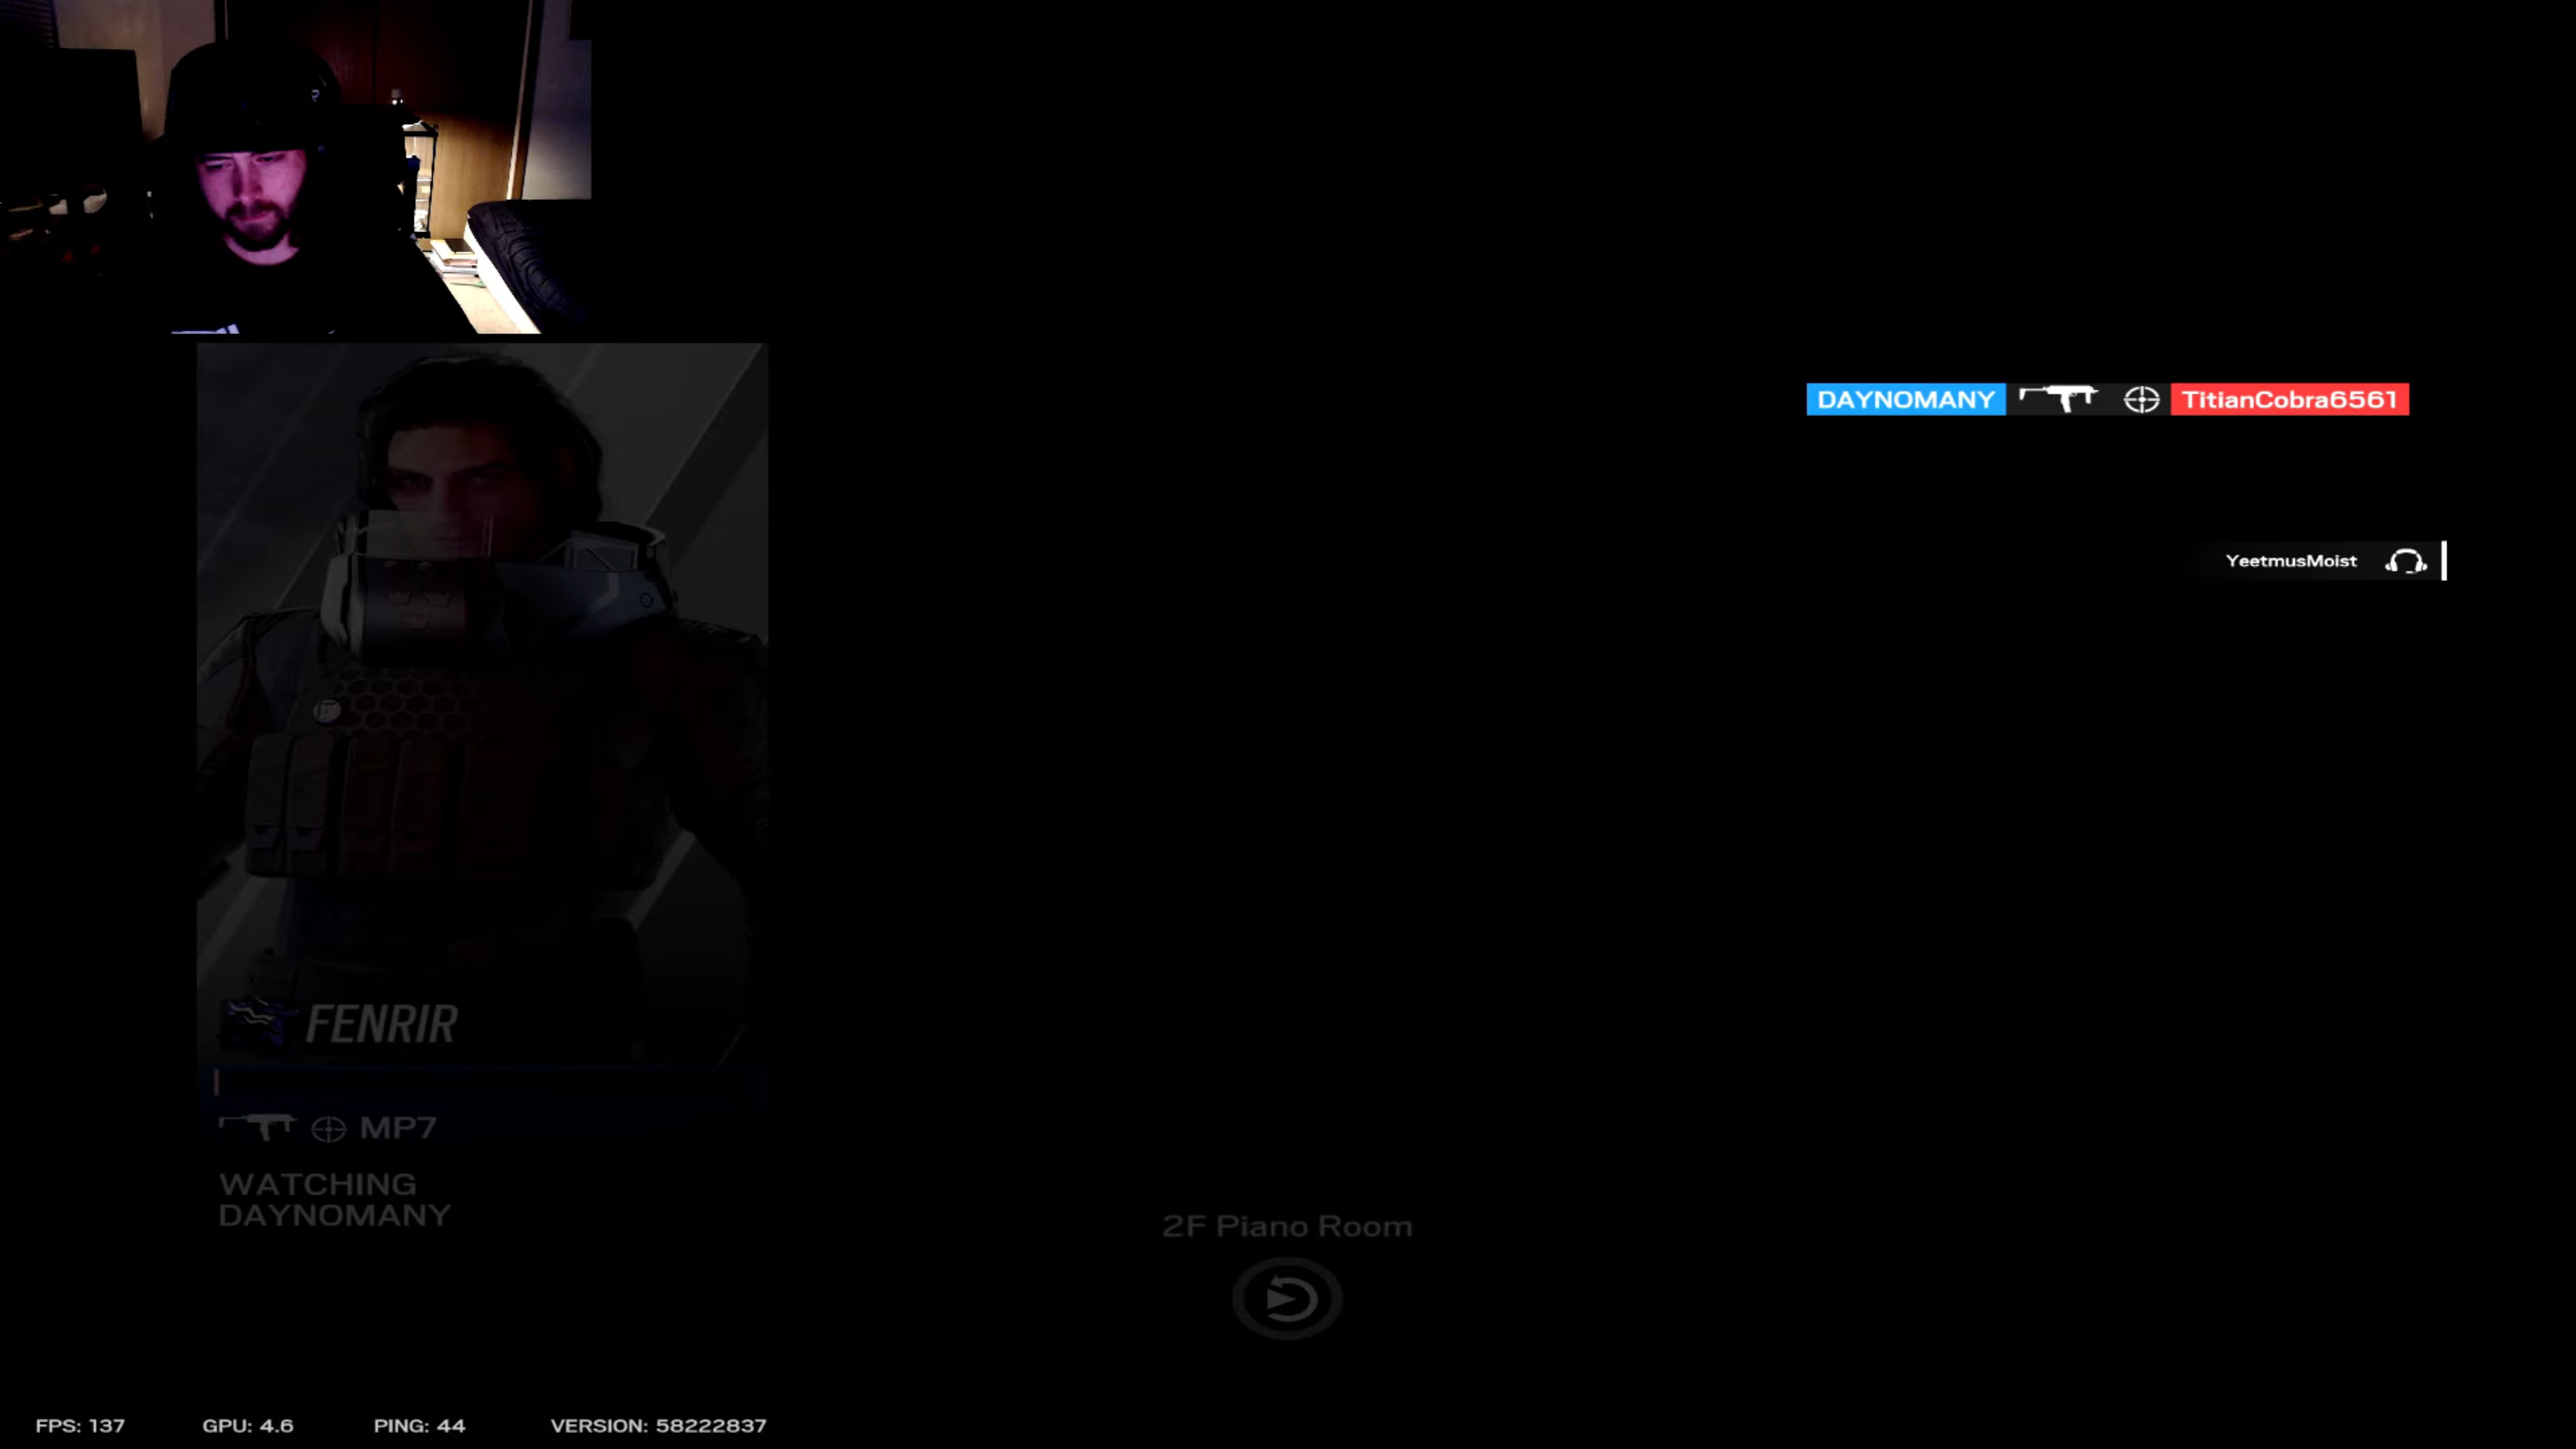 DAYNOMANY TitianCobra6561
YeetmusMoist
FENRIR
MP7
WATCHING
DAYNOMANY
2F Piano Room
FPS: 137 GPU: 4.6 PING: 44 VERSION: 58222837